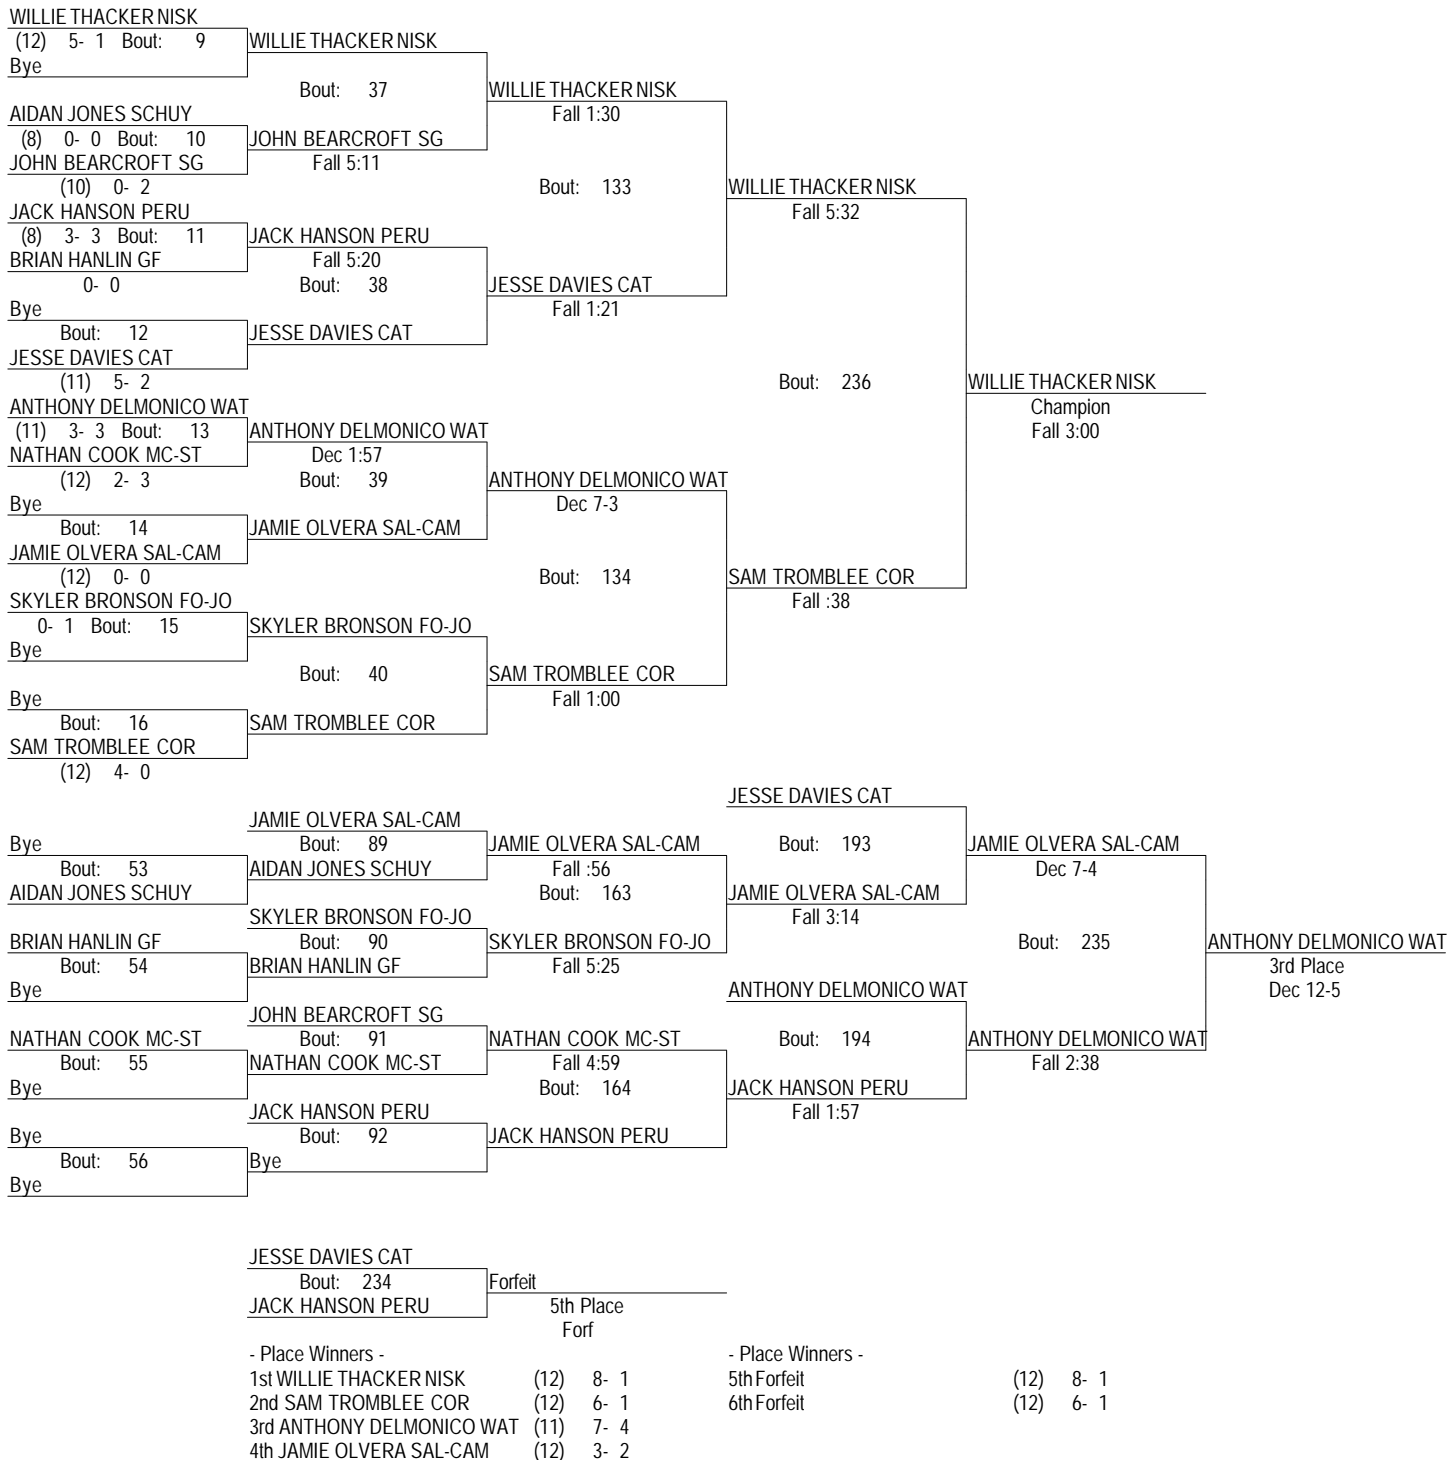 WILLIE THACKER NISK
(12) 5- 1 Bout: 9 WILLIE THACKER NISK
Bye
Bout: 37 WILLIE THACKER NISK
AIDAN JONES SCHUY Fall 1:30
(8) 0- 0 Bout: 10 JOHN BEARCROFT SG
JOHN BEARCROFT SG Fall 5:11
(10) 0- 2 Bout: 133 WILLIE THACKER NISK
JACK HANSON PERU Fall 5:32
(8) 3- 3 Bout: 11 JACK HANSON PERU
BRIAN HANLIN GF Fall 5:20
0- 0 Bout: 38 JESSE DAVIES CAT
Bye Fall 1:21
Bout: 12 JESSE DAVIES CAT
JESSE DAVIES CAT
(11) 5- 2 Bout: 236 WILLIE THACKER NISK
ANTHONY DELMONICO WAT Champion
(11) 3- 3 Bout: 13 ANTHONY DELMONICO WAT Fall 3:00
NATHAN COOK MC-ST Dec 1:57
(12) 2- 3 Bout: 39 ANTHONY DELMONICO WAT
Bye Dec 7-3
Bout: 14 JAMIE OLVERA SAL-CAM
JAMIE OLVERA SAL-CAM
(12) 0- 0 Bout: 134 SAM TROMBLEE COR
SKYLER BRONSON FO-JO Fall :38
0- 1 Bout: 15 SKYLER BRONSON FO-JO
Bye
Bout: 40 SAM TROMBLEE COR
Bye Fall 1:00
Bout: 16 SAM TROMBLEE COR
SAM TROMBLEE COR
(12) 4- 0
JESSE DAVIES CAT
JAMIE OLVERA SAL-CAM
Bye Bout: 89 JAMIE OLVERA SAL-CAM Bout: 193 JAMIE OLVERA SAL-CAM
Bout: 53 AIDAN JONES SCHUY Fall :56 Dec 7-4
AIDAN JONES SCHUY Bout: 163 JAMIE OLVERA SAL-CAM
SKYLER BRONSON FO-JO Fall 3:14
BRIAN HANLIN GF Bout: 90 SKYLER BRONSON FO-JO Bout: 235 ANTHONY DELMONICO WAT
Bout: 54 BRIAN HANLIN GF Fall 5:25 3rd Place
Bye ANTHONY DELMONICO WAT Dec 12-5
JOHN BEARCROFT SG
NATHAN COOK MC-ST Bout: 91 NATHAN COOK MC-ST Bout: 194 ANTHONY DELMONICO WAT
Bout: 55 NATHAN COOK MC-ST Fall 4:59 Fall 2:38
Bye Bout: 164 JACK HANSON PERU
JACK HANSON PERU Fall 1:57
Bye Bout: 92 JACK HANSON PERU
Bout: 56 Bye
Bye
JESSE DAVIES CAT
Bout: 234 Forfeit
JACK HANSON PERU 5th Place
Forf
- Place Winners - - Place Winners -
1st WILLIE THACKER NISK (12) 8- 1 5th Forfeit (12) 8- 1
2nd SAM TROMBLEE COR (12) 6- 1 6th Forfeit (12) 6- 1
3rd ANTHONY DELMONICO WAT (11) 7- 4
4th JAMIE OLVERA SAL-CAM (12) 3- 2